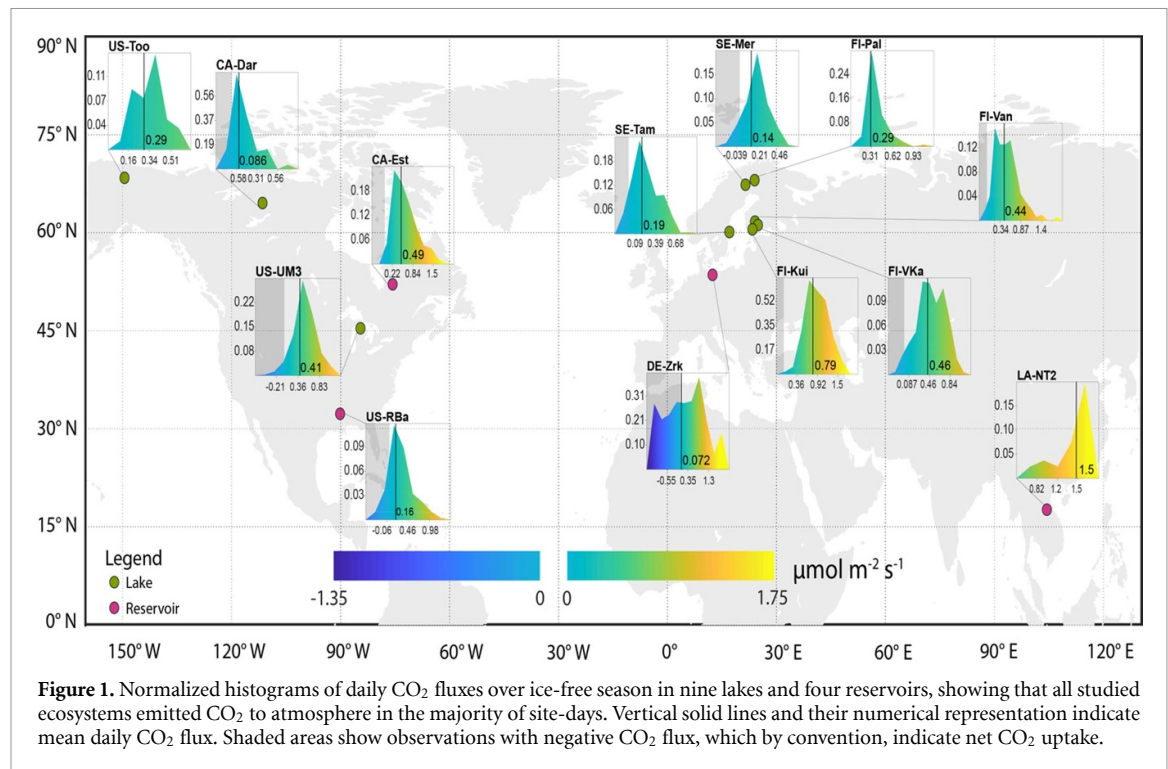 90° N
75° N
60° N
45° N
30° N
15° N
0° N
US-Too
0.11
0.07
0.04
0.29
0.16 0.34 0.51
CA-Dar
0.56
0.37
0.19
0.086
0.58 0.31 0.56
CA-Est
0.18
0.12
0.06
0.49
0.22 0.84 1.5
US-UM3
0.22
0.15
0.08
0.41
-0.21 0.36 0.83
US-RBa
0.09
0.06
0.03
0.16
-0.06 0.46 0.98
SE-Mer
0.15
0.10
0.05
0.14
-0.039 0.21 0.46
FI-Pal
0.24
0.16
0.08
0.29
0.31 0.62 0.93
SE-Tam
0.18
0.12
0.06
0.19
0.09 0.39 0.68
FI-Van
0.12
0.08
0.04
0.44
0.34 0.87 1.4
FI-Kui
0.52
0.35
0.17
0.79
0.36 0.92 1.5
FI-VKa
0.09
0.06
0.03
0.46
0.087 0.46 0.84
DE-Zrk
0.31
0.21
0.10
0.072
-0.55 0.35 1.3
LA-NT2
0.15
0.10
0.05
1.5
0.82 1.2 1.5
Legend
Lake
Reservoir
-1.35 0 0 1.75
µmol m⁻² s⁻¹
150° W 120° W 90° W 60° W 30° W 0° 30° E 60° E 90° E 120° E
Figure 1. Normalized histograms of daily CO₂ fluxes over ice-free season in nine lakes and four reservoirs, showing that all studied
ecosystems emitted CO₂ to atmosphere in the majority of site-days. Vertical solid lines and their numerical representation indicate
mean daily CO₂ flux. Shaded areas show observations with negative CO₂ flux, which by convention, indicate net CO₂ uptake.